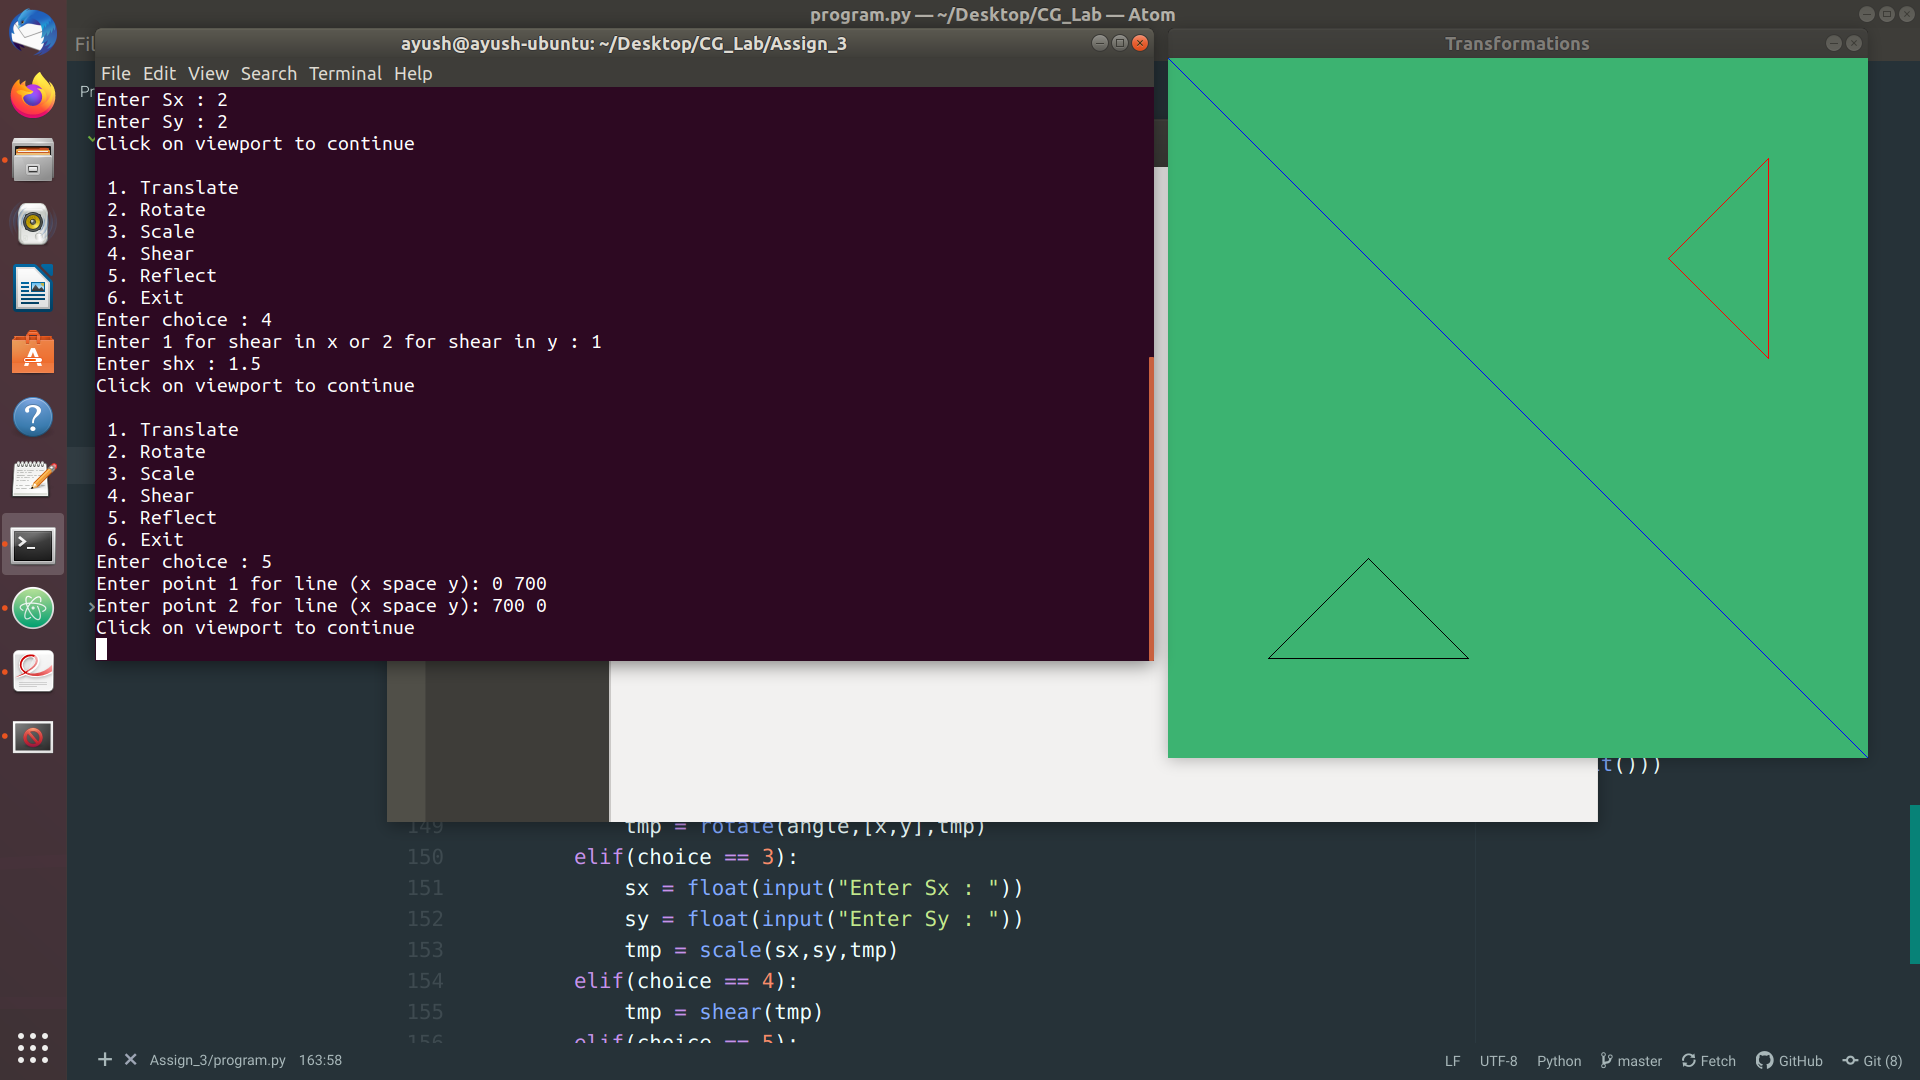 program.py — ~/Desktop/CG_Lab — Atom
Fil
ayush@ayush-ubuntu: ~/Desktop/CG_Lab/Assign_3
Transformations
File Edit View Search Terminal Help
Pr
Enter Sx : 2
Enter Sy : 2
Click on viewport to continue
1. Translate
2. Rotate
3. Scale
4. Shear
5. Reflect
6. Exit
Enter choice : 4
Enter 1 for shear in x or 2 for shear in y : 1
Enter shx : 1.5
Click on viewport to continue
1. Translate
2. Rotate
3. Scale
4. Shear
5. Reflect
6. Exit
Enter choice : 5
Enter point 1 for line (x space y): 0 700
Enter point 2 for line (x space y): 700 0
Click on viewport to continue
t()))
149 tmp = rotate(angle,[x,y],tmp)
150 elif(choice == 3):
151 sx = float(input("Enter Sx : "))
152 sy = float(input("Enter Sy : "))
153 tmp = scale(sx,sy,tmp)
154 elif(choice == 4):
155 tmp = shear(tmp)
156 elif(choice == 5):
Assign_3/program.py 163:58
LF UTF-8 Python master Fetch GitHub Git (8)